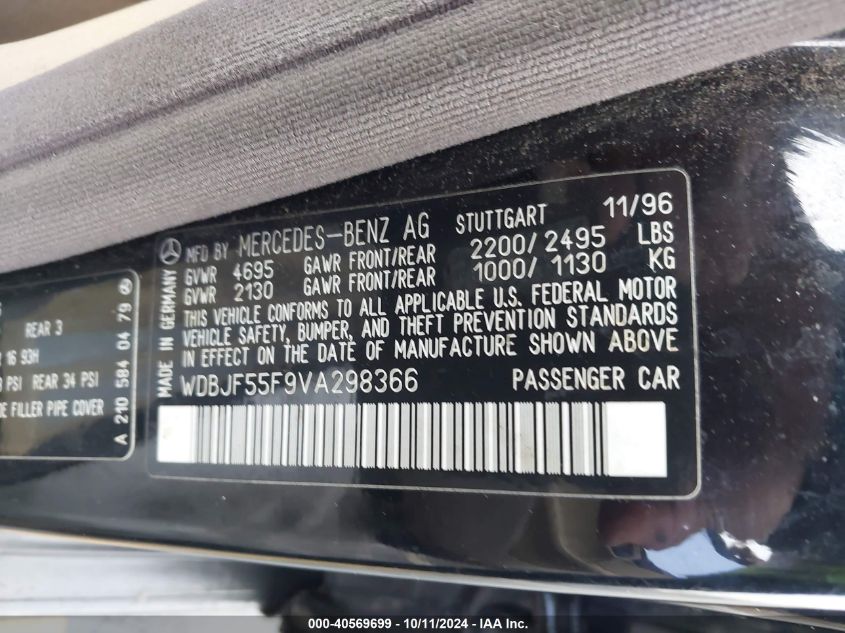 MFD BY MERCEDES-BENZ AG STUTTGART 11/96
GVWR 4695 GAWR FRONT/REAR 2200/2495 LBS
GVWR 2130 GAWR FRONT/REAR 1000/1130 KG
THIS VEHICLE CONFORMS TO ALL APPLICABLE U.S. FEDERAL MOTOR
VEHICLE SAFETY, BUMPER, AND THEFT PREVENTION STANDARDS
IN EFFECT ON THE DATE OF MANUFACTURE SHOWN ABOVE
WDBJF55F9VA298366 PASSENGER CAR
MADE IN GERMANY
REAR 3
16 93H
PSI REAR 34 PSI
FILLER PIPE COVER
A 210 584 04 79
000-40569699 - 10/11/2024 - IAA Inc.